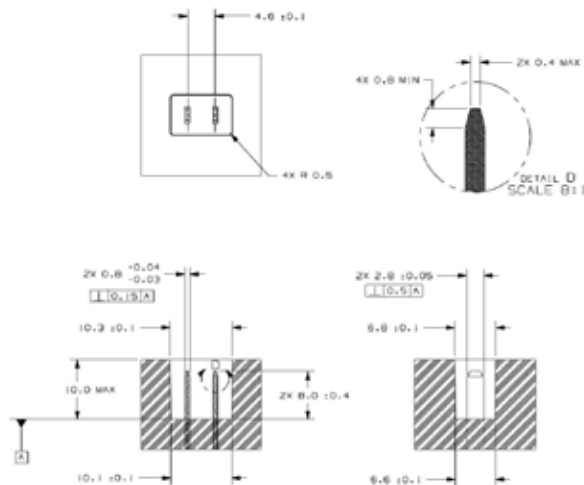 4.6 ±0.1
2X 0.4 MAX
4X 0.8 MIN
4X R 0.5
DETAIL D
SCALE 8:1
2X 0.8 -0.04
-0.03
⊥ 0.15 A
10.3 ±0.1
10.0 MAX
D
2X 8.0 ±0.4
A
10.1 ±0.1
2X 2.8 ±0.05
⊥ 0.5 A
6.8 ±0.1
6.6 ±0.1